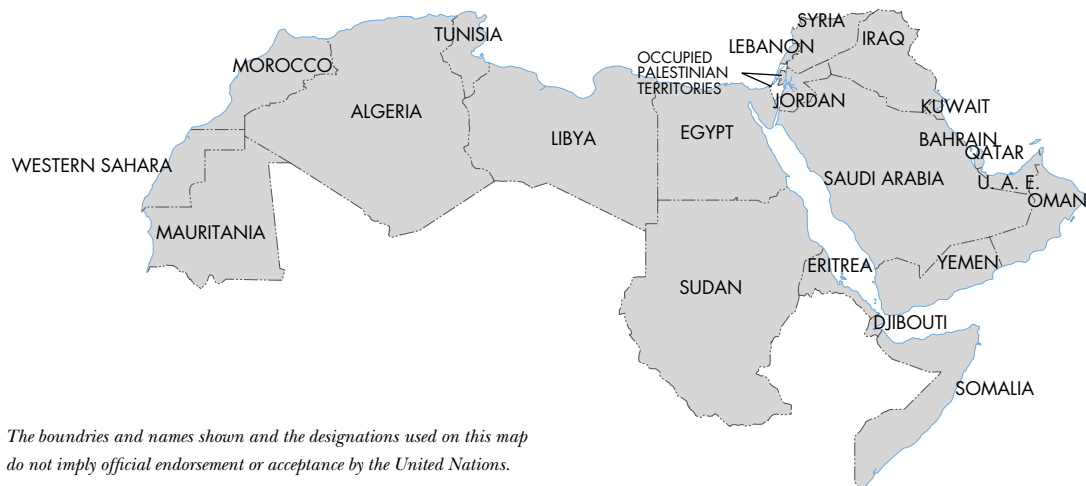 SYRIA
TUNISIA
IRAQ
LEBANON
OCCUPIED
PALESTINIAN
TERRITORIES
MOROCCO
JORDAN
ALGERIA
KUWAIT
LIBYA
EGYPT
BAHRAIN
QATAR
WESTERN SAHARA
SAUDI ARABIA
U. A. E.
OMAN
MAURITANIA
YEMEN
ERITREA
SUDAN
DJIBOUTI
SOMALIA
The boundries and names shown and the designations used on this map
do not imply official endorsement or acceptance by the United Nations.